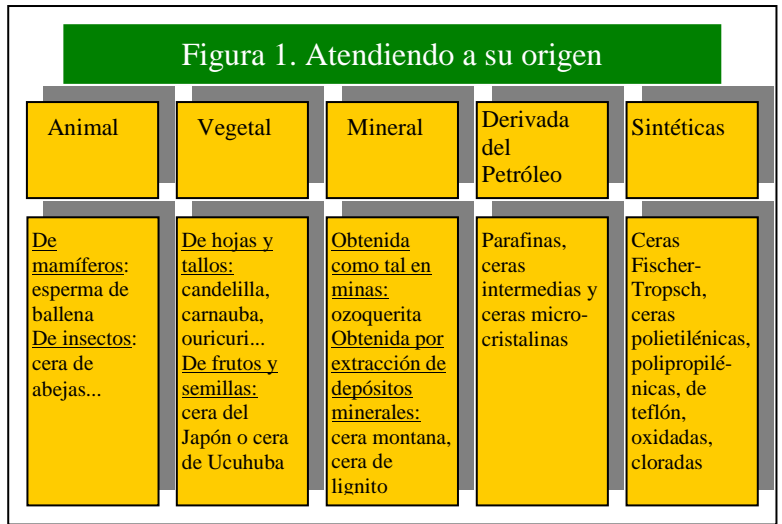 Figura 1. Atendiendo a su origen
Animal
Vegetal
Mineral
Derivada
del
Petróleo
Sintéticas
De
mamíferos:
esperma de
ballena
De insectos:
cera de
abejas...
De hojas y
tallos:
candelilla,
carnauba,
ouricuri...
De frutos y
semillas:
cera del
Japón o cera
de Ucuhuba
Obtenida
como tal en
minas:
ozoquerita
Obtenida por
extracción de
depósitos
minerales:
cera montana,
cera de
lignito
Parafinas,
ceras
intermedias y
ceras micro-
cristalinas
Ceras
Fischer-
Tropsch,
ceras
polietilénicas,
polipropilé-
nicas, de
teflón,
oxidadas,
cloradas